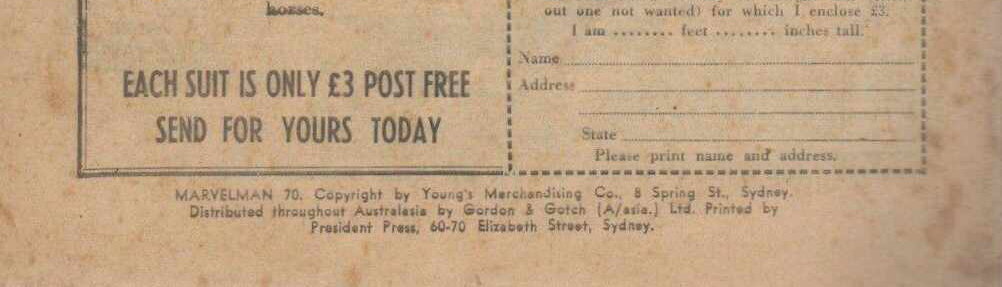 horses.
EACH SUIT IS ONLY £3 POST FREE
SEND FOR YOURS TODAY
out one not wanted) for which I enclose £3.
I am ........ feet ........ inches tall.
Name
Address
State
Please print name and address.
MARVELMAN 70. Copyright by Young's Merchandising Co., 8 Spring St., Sydney.
Distributed throughout Australasia by Gordon & Gotch (A/asia.) Ltd. Printed by
President Press, 60-70 Elizabeth Street, Sydney.